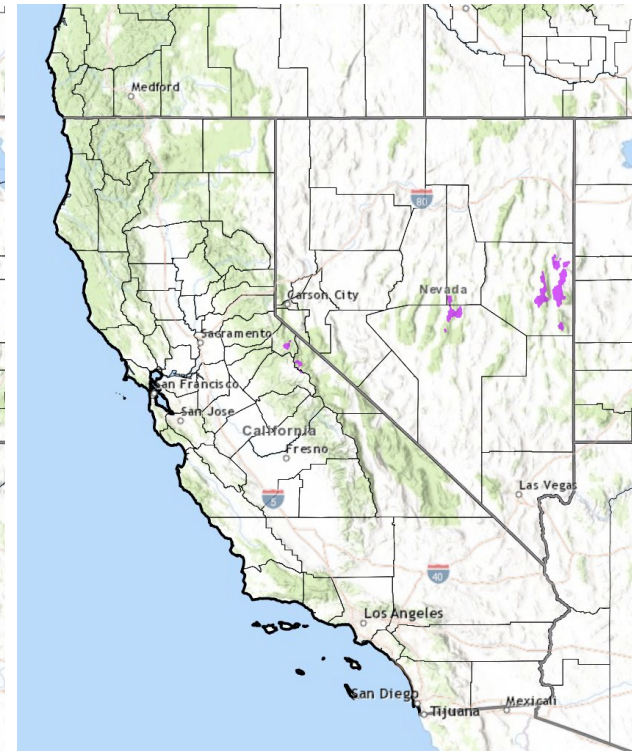 Medford
80
Nevada
Carson City
Sacramento
San Francisco
San Jose
California
Fresno
5
Las Vegas
40
Los Angeles
San Diego
Tijuana
Mexicali